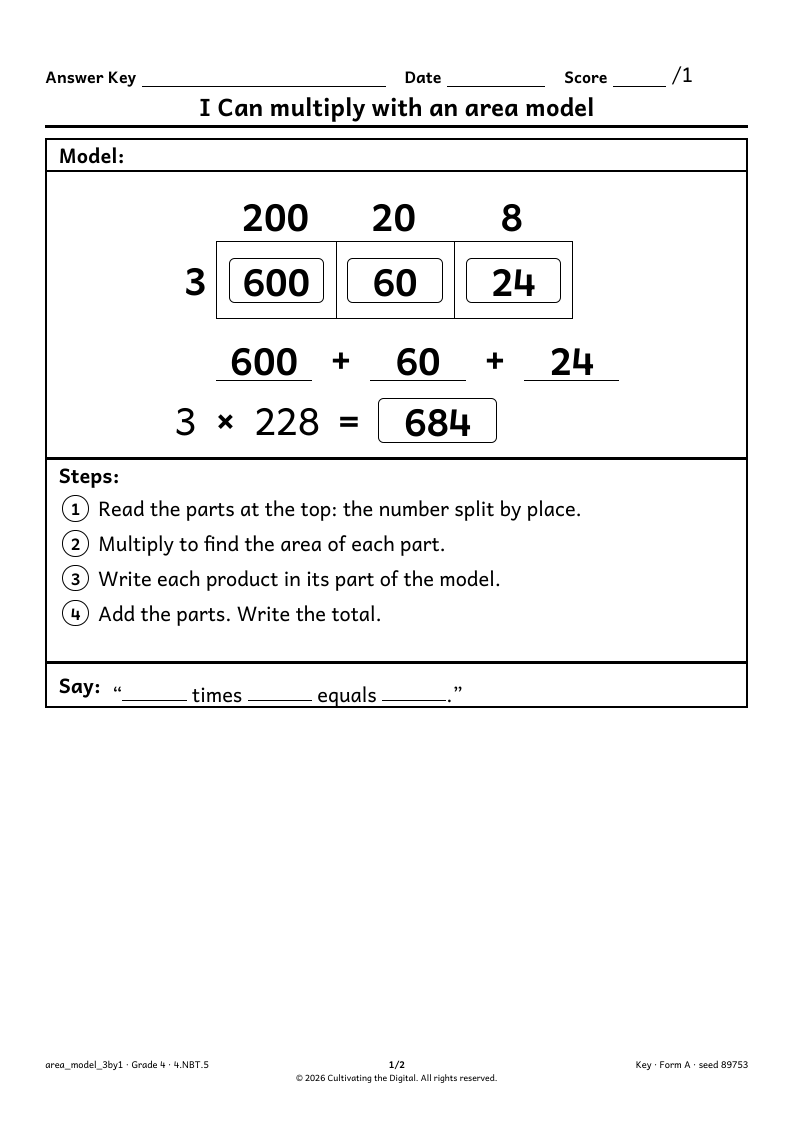 Answer Key Date Score /1
I Can multiply with an area model
Model:
200 20 8
3 600 60 24
600 + 60 + 24
3 × 228 = 684
Steps:
1 Read the parts at the top: the number split by place.
2 Multiply to find the area of each part.
3 Write each product in its part of the model.
4 Add the parts. Write the total.
Say: “______ times ______ equals ______.”
area_model_3by1 · Grade 4 · 4.NBT.5 1/2 Key · Form A · seed 89753
© 2026 Cultivating the Digital. All rights reserved.